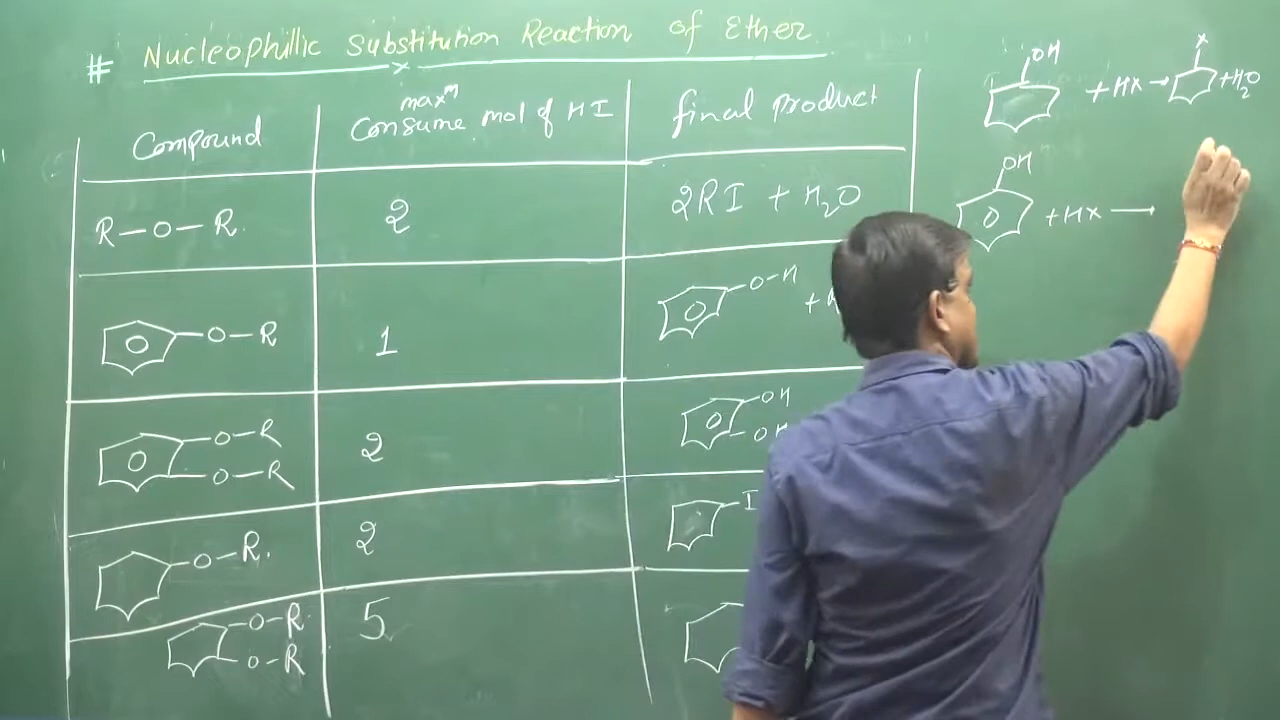 # Nucleophillic Substitution Reaction of Ether
Compound
maxᵐ
Consume mol of HI
final product
R—O—R
2
2RI + H₂O
O—R
1
O—H
+
O—R
O—R
2
OH
OH
O—R.
2
I
O—R
O—R
5
OH
+HX →
X
+H₂O
OH
+HX →